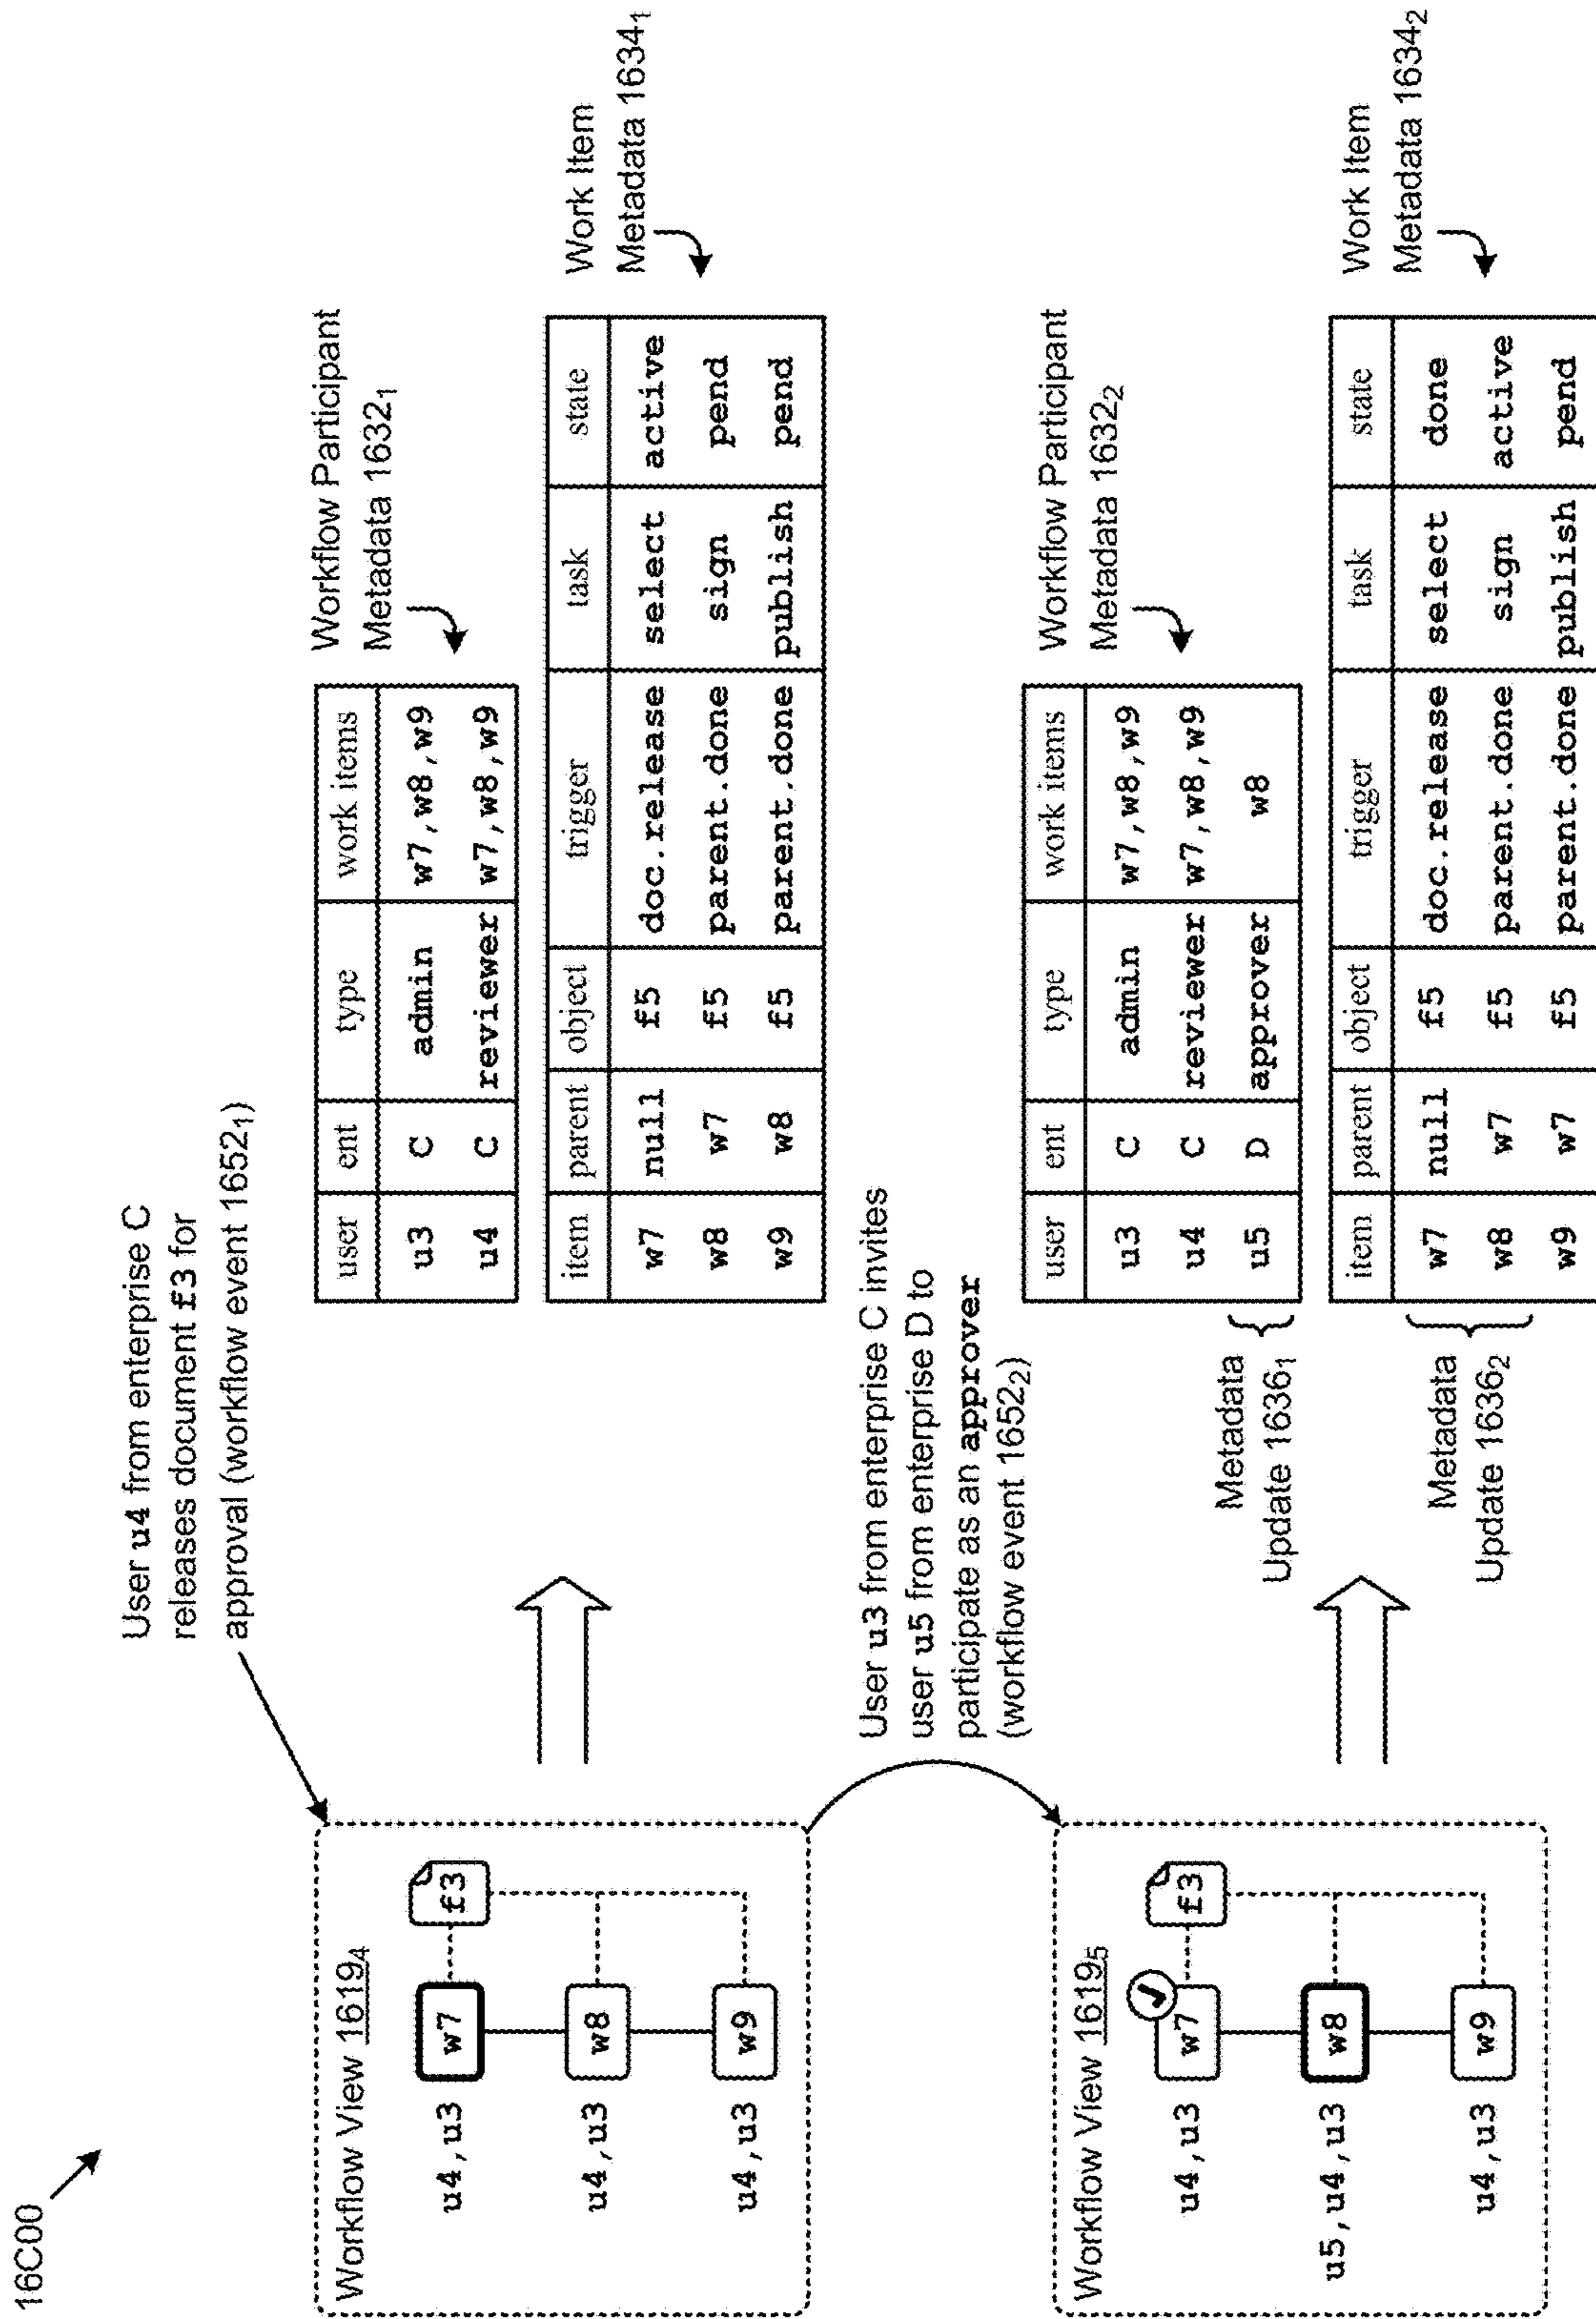 16C00
User u4 from enterprise C
releases document f3 for
approval (workflow event 1652₁)
Workflow View 1619₄
w7
f3
u4,u3
w8
u4,u3
w9
u4,u3
Workflow Participant
Metadata 1632₁
user ent type work items
u3 C admin w7,w8,w9
u4 C reviewer w7,w8,w9
Work Item
Metadata 1634₁
item parent object trigger task state
w7 null f5 doc.release select active
w8 w7 f5 parent.done sign pend
w9 w8 f5 parent.done publish pend
User u3 from enterprise C invites
user u5 from enterprise D to
participate as an approver
(workflow event 1652₂)
Workflow View 1619₅
w7
f3
u4,u3
w8
u5,u4,u3
w9
u4,u3
Workflow Participant
Metadata 1632₂
user ent type work items
u3 C admin w7,w8,w9
u4 C reviewer w7,w8,w9
u5 D approver w8
Metadata
Update 1636₁
Work Item
Metadata 1634₂
item parent object trigger task state
w7 null f5 doc.release select done
w8 w7 f5 parent.done sign active
w9 w7 f5 parent.done publish pend
Metadata
Update 1636₂